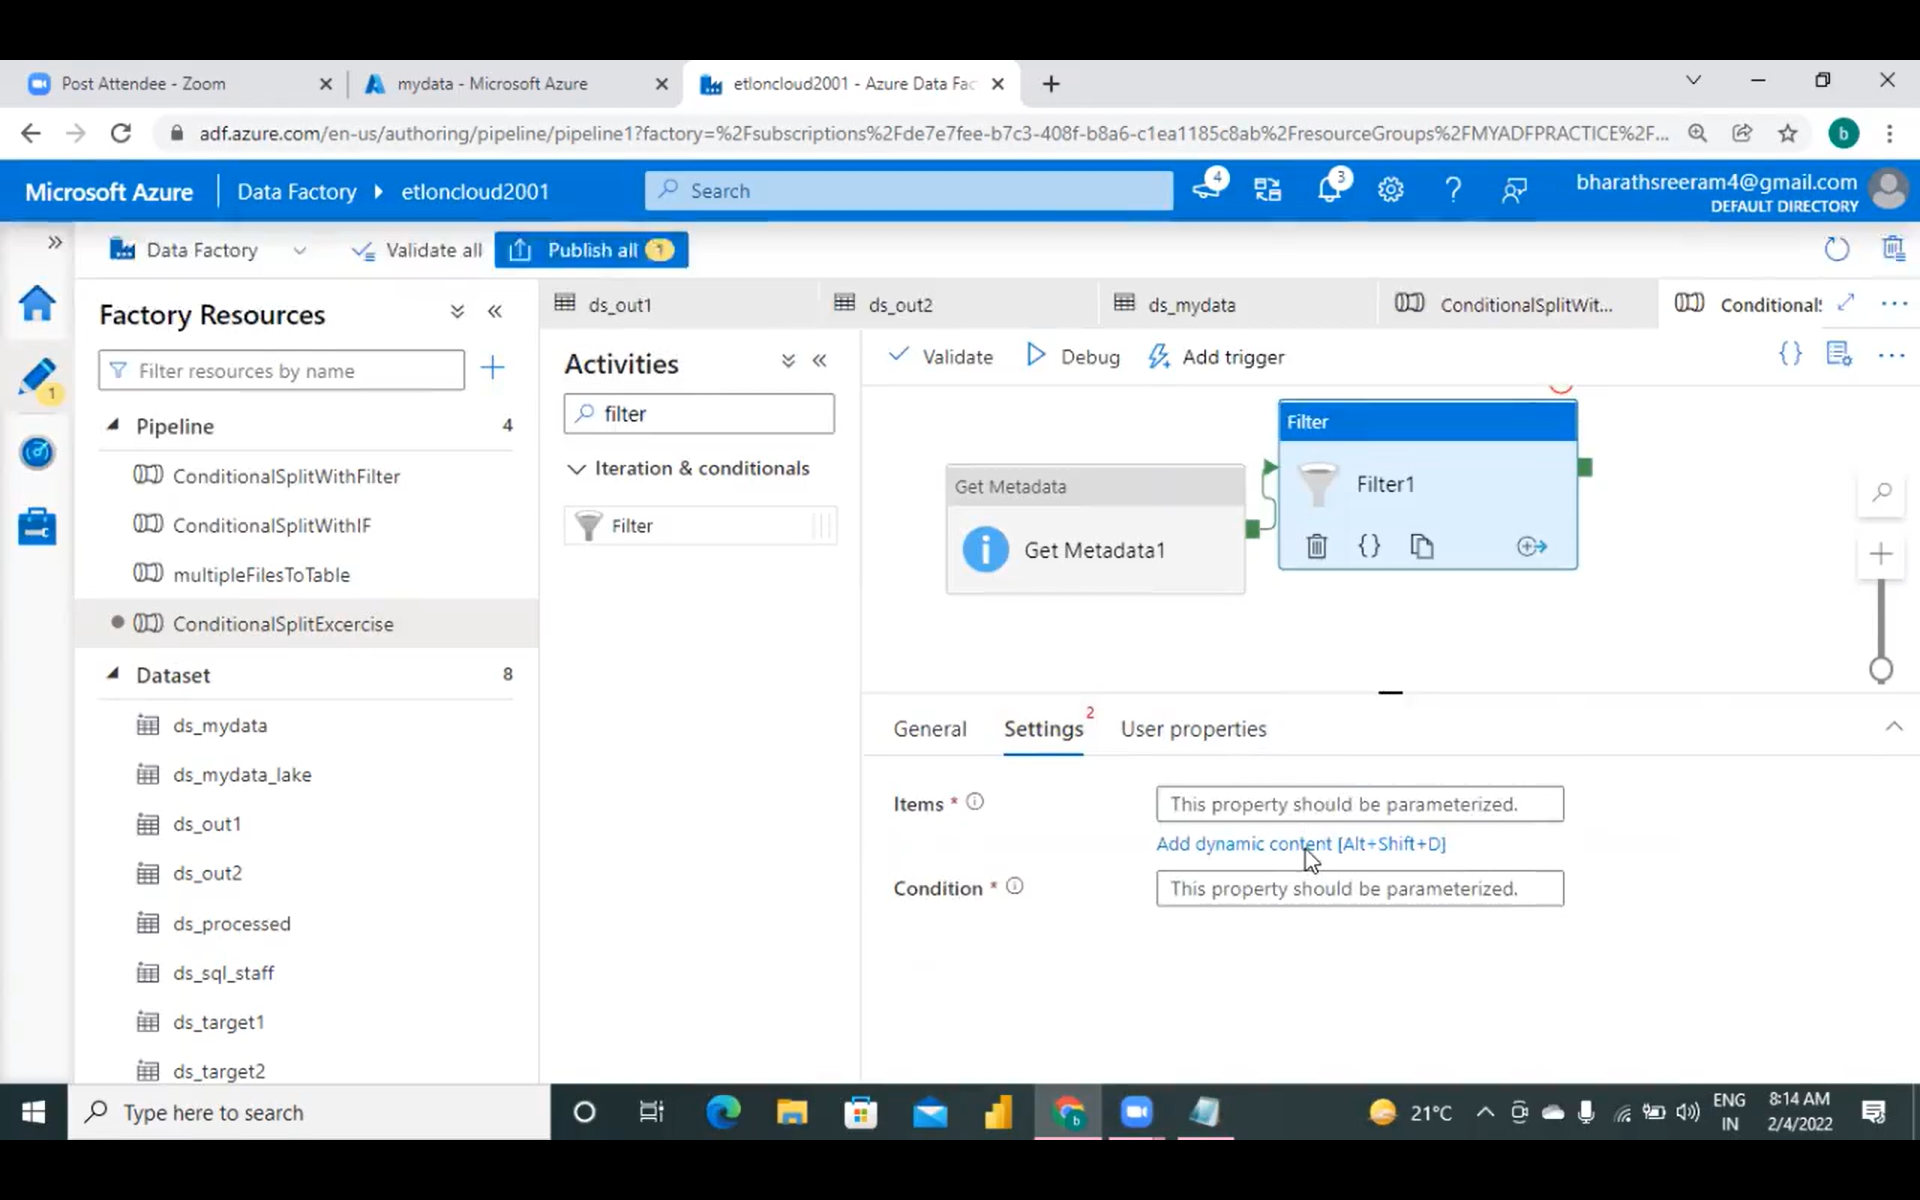 Post Attendee - Zoom
mydata - Microsoft Azure
etloncloud2001 - Azure Data Fac
adf.azure.com/en-us/authoring/pipeline/pipeline1?factory=%2Fsubscriptions%2Fde7e7fee-b7c3-408f-b8a6-c1ea1185c8ab%2FresourceGroups%2FMYADFPRACTICE%2F...
b
Microsoft Azure
Data Factory
etloncloud2001
Search
4
3
?
bharathsreeram4@gmail.com
DEFAULT DIRECTORY
Data Factory
Validate all
Publish all 1
Factory Resources
Filter resources by name
1
Pipeline 4
ConditionalSplitWithFilter
ConditionalSplitWithIF
multipleFilesToTable
ConditionalSplitExcercise
Dataset 8
ds_mydata
ds_mydata_lake
ds_out1
ds_out2
ds_processed
ds_sql_staff
ds_target1
ds_target2
ds_out1
ds_out2
ds_mydata
ConditionalSplitWit...
Conditional
Activities
filter
Iteration & conditionals
Filter
Validate
Debug
Add trigger
{}
Get Metadata
Get Metadata1
Filter
Filter1
{}
General
Settings 2
User properties
Items *
This property should be parameterized.
Add dynamic content [Alt+Shift+D]
Condition *
This property should be parameterized.
Type here to search
b
21°C
ENG
IN
8:14 AM
2/4/2022